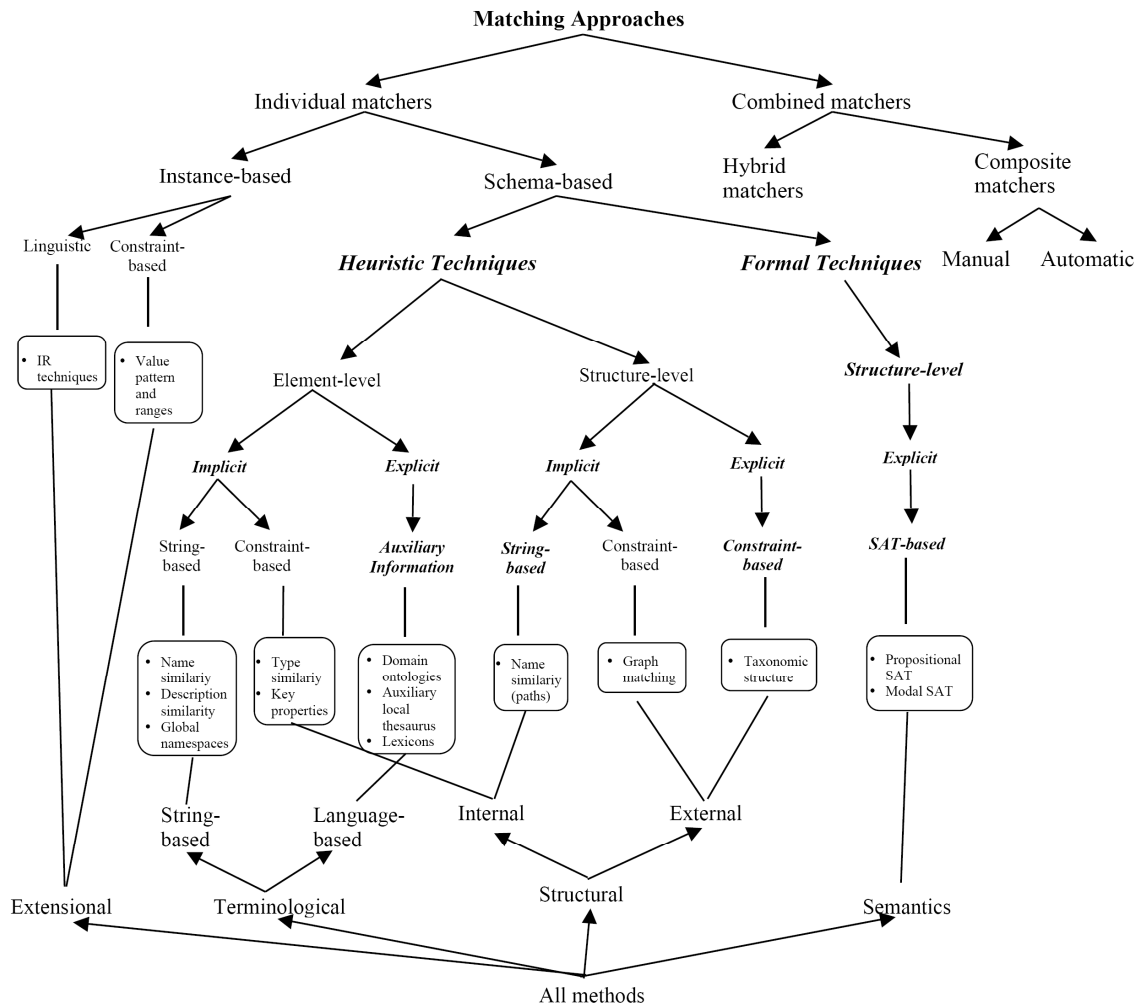 Matching Approaches
Individual matchers
Combined matchers
Instance-based
Schema-based
Hybrid
matchers
Composite
matchers
Linguistic
Constraint-
based
Heuristic Techniques
Formal Techniques
Manual
Automatic
• IR
techniques
• Value
pattern
and
ranges
Element-level
Structure-level
Structure-level
Implicit
Explicit
Implicit
Explicit
Explicit
String-
based
Constraint-
based
Auxiliary
Information
String-
based
Constraint-
based
Constraint-
based
SAT-based
• Name
similariy
• Description
similarity
• Global
namespaces
• Type
similariy
• Key
properties
• Domain
ontologies
• Auxiliary
local
thesaurus
• Lexicons
• Name
similariy
(paths)
• Graph
matching
• Taxonomic
structure
• Propositional
SAT
• Modal SAT
String-
based
Language-
based
Internal
External
Extensional
Terminological
Structural
Semantics
All methods